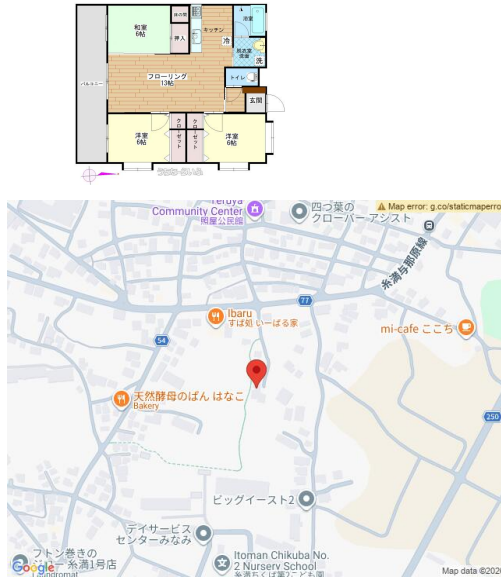 床の間
和室
6帖
押入
キッチン
冷
浴室
脱衣室
洗面
洗
バルコニー
フローリング
13帖
トイレ
玄関
洋室
6帖
クローゼット
クローゼット
洋室
6帖
Teruya
Community Center
照屋公民館
四つ葉の
クローバー アシスト
Map error: g.co/staticmaperro
糸満与那原線
77
Ibaru
すば処 いーばる家
mi-cafe ここち
54
天然酵母のぱん はなこ
Bakery
250
ビッグイースト2
デイサービス
センターみなみ
フトン巻きの
糸満1号店
Laundromat
Itoman Chikuba No.
2 Nursery School
糸満ちくば第2こども園
Google
Map data ©2026